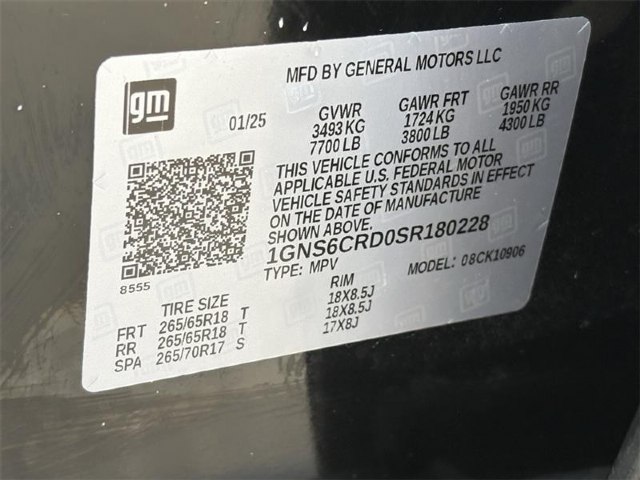 gm
MFD BY GENERAL MOTORS LLC
01/25
GVWR GAWR FRT GAWR RR
3493 KG 1724 KG 1950 KG
7700 LB 3800 LB 4300 LB
THIS VEHICLE CONFORMS TO ALL
APPLICABLE U.S. FEDERAL MOTOR
VEHICLE SAFETY STANDARDS IN EFFECT
ON THE DATE OF MANUFACTURE
SHOWN ABOVE.
1GNS6CRD0SR180228
TYPE: MPV MODEL: 08CK10906
8555
TIRE SIZE RIM
FRT 265/65R18 T 18X8.5J
RR 265/65R18 T 18X8.5J
SPA 265/70R17 S 17X8J